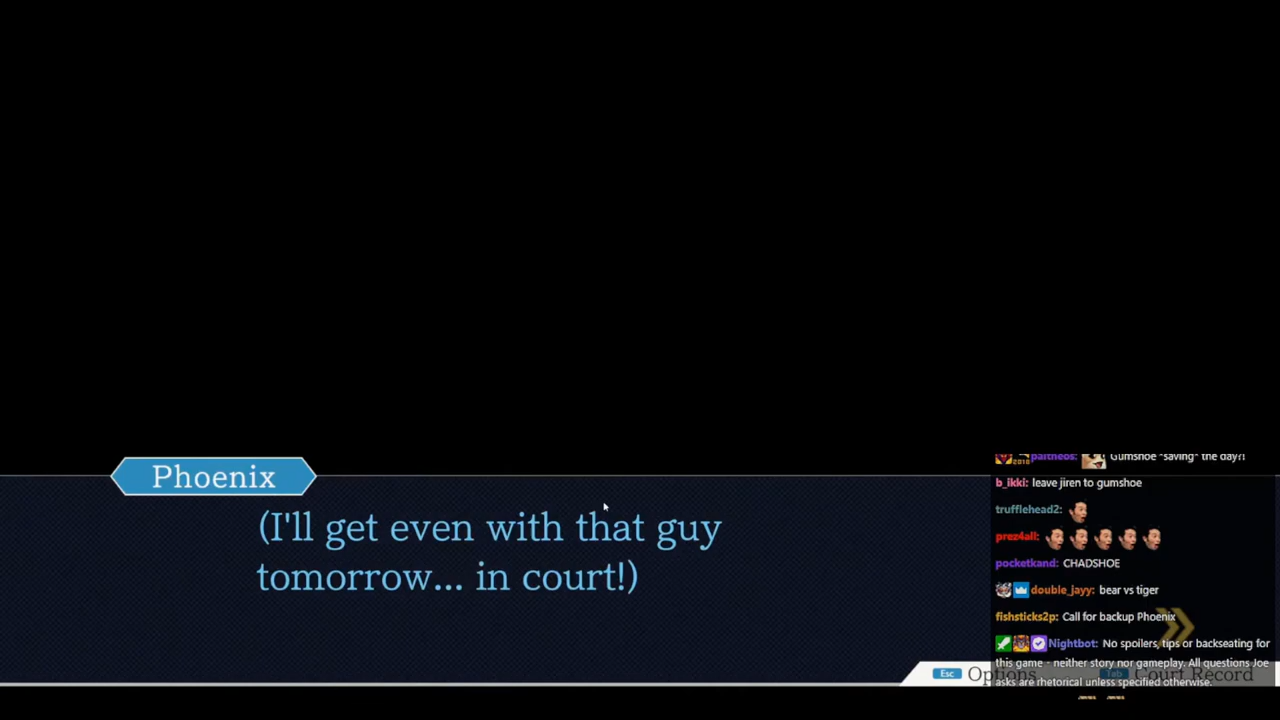 Phoenix
(I'll get even with that guy
tomorrow... in court!)
paitheos: Gumshoe *saving* the day?!
b_ikki: leave jiren to gumshoe
trufflehead2:
prez4all:
pocketkand: CHADSHOE
double_jayy: bear vs tiger
fishsticks2p: Call for backup Phoenix
Nightbot: No spoilers, tips or backseating for
this game - neither story nor gameplay. All questions Joe
asks are rhetorical unless specified otherwise.
Esc Options Tab Court Record